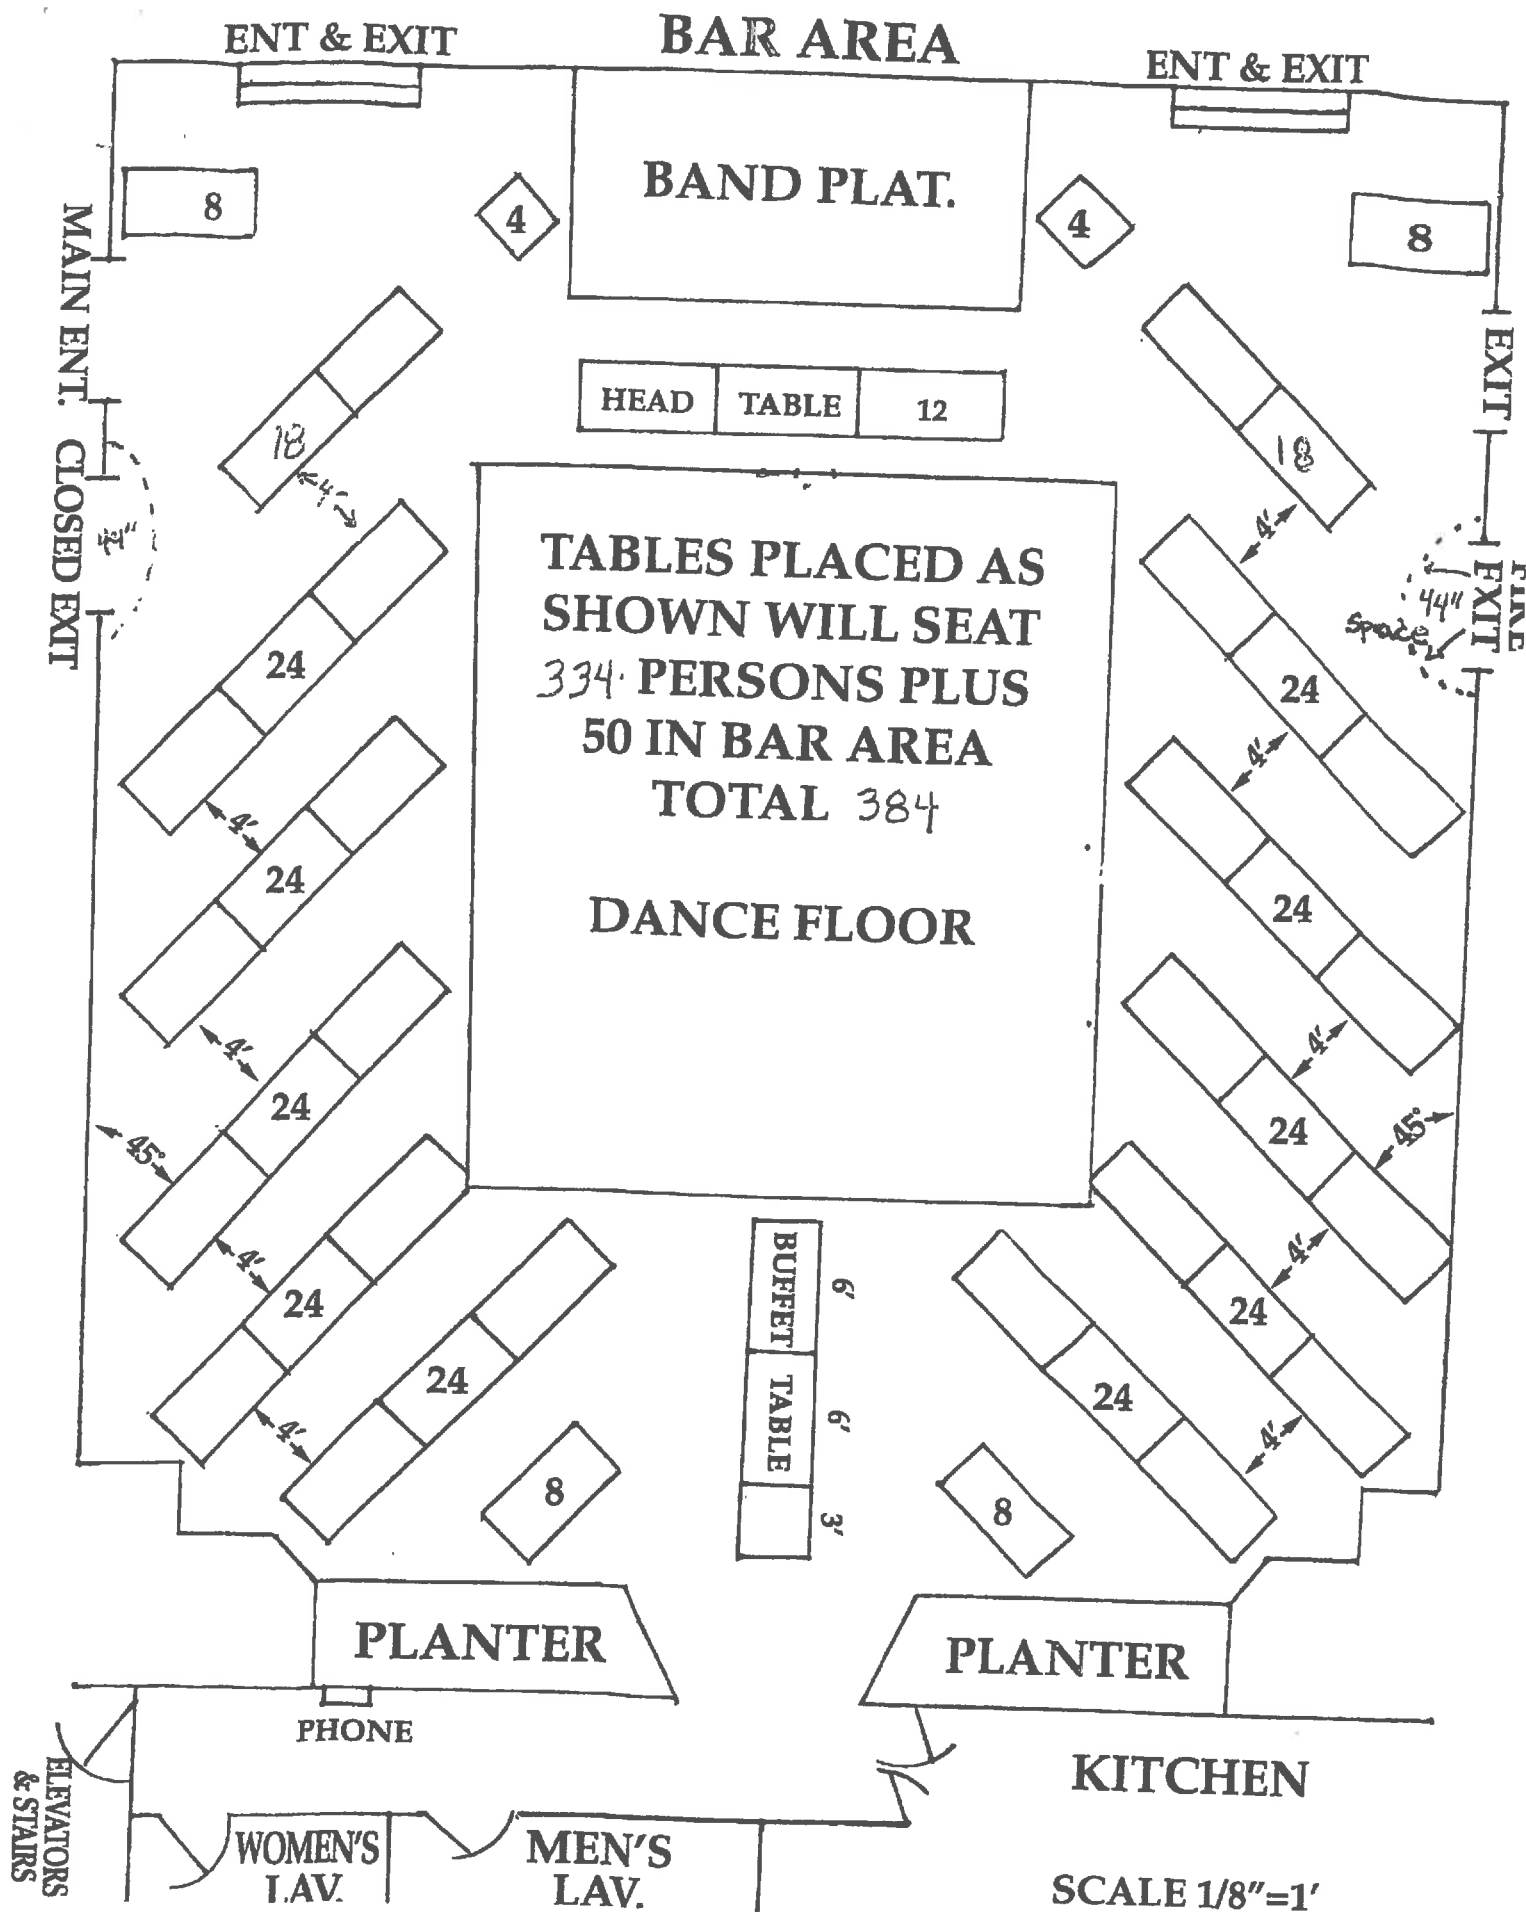 BAR AREA
ENT & EXIT
ENT & EXIT
BAND PLAT.
8
4
4
8
MAIN ENT.
EXIT
HEAD TABLE 12
18
18
4'
4'
CLOSED EXIT
FIRE
EXIT
44"
Space
TABLES PLACED AS
SHOWN WILL SEAT
334 PERSONS PLUS
50 IN BAR AREA
TOTAL 384
DANCE FLOOR
24
24
4'
4'
24
24
4'
4'
24
24
45°
45°
4'
4'
24
24
4'
4'
24
24
8
8
BUFFET TABLE
6'
6'
3'
PLANTER
PLANTER
PHONE
KITCHEN
ELEVATORS
& STAIRS
WOMEN'S
LAV.
MEN'S
LAV.
SCALE 1/8"=1'